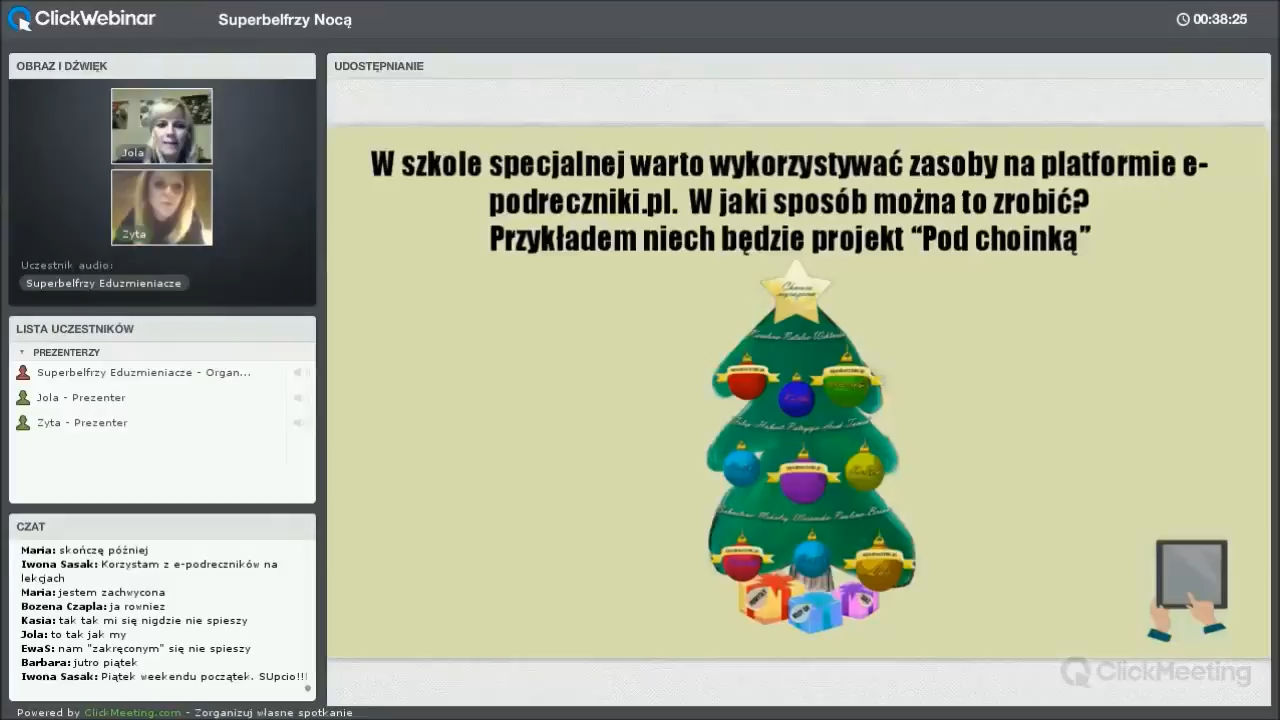 ClickWebinar
Superbelfrzy Nocą
00:38:25
OBRAZ I DŹWIĘK
Jola
Zyta
Uczestnik audio:
Superbelfrzy Eduzmieniacze
LISTA UCZESTNIKÓW
PREZENTERZY
Superbelfrzy Eduzmieniacze - Organ...
Jola - Prezenter
Zyta - Prezenter
CZAT
Maria: skończę później
Iwona Sasak: Korzystam z e-podreczników na
lekcjach
Maria: jestem zachwycona
Bozena Czapla: ja rowniez
Kasia: tak tak mi się nigdzie nie spieszy
Jola: to tak jak my
EwaS: nam "zakręconym" się nie spieszy
Barbara: jutro piątek
Iwona Sasak: Piątek weekendu początek. SUpcio!!!
Powered by ClickMeeting.com - Zorganizuj własne spotkanie
UDOSTĘPNIANIE
W szkole specjalnej warto wykorzystywać zasoby na platformie e-
podreczniki.pl. W jaki sposób można to zrobić?
Przykładem niech będzie projekt “Pod choinką”
ClickMeeting